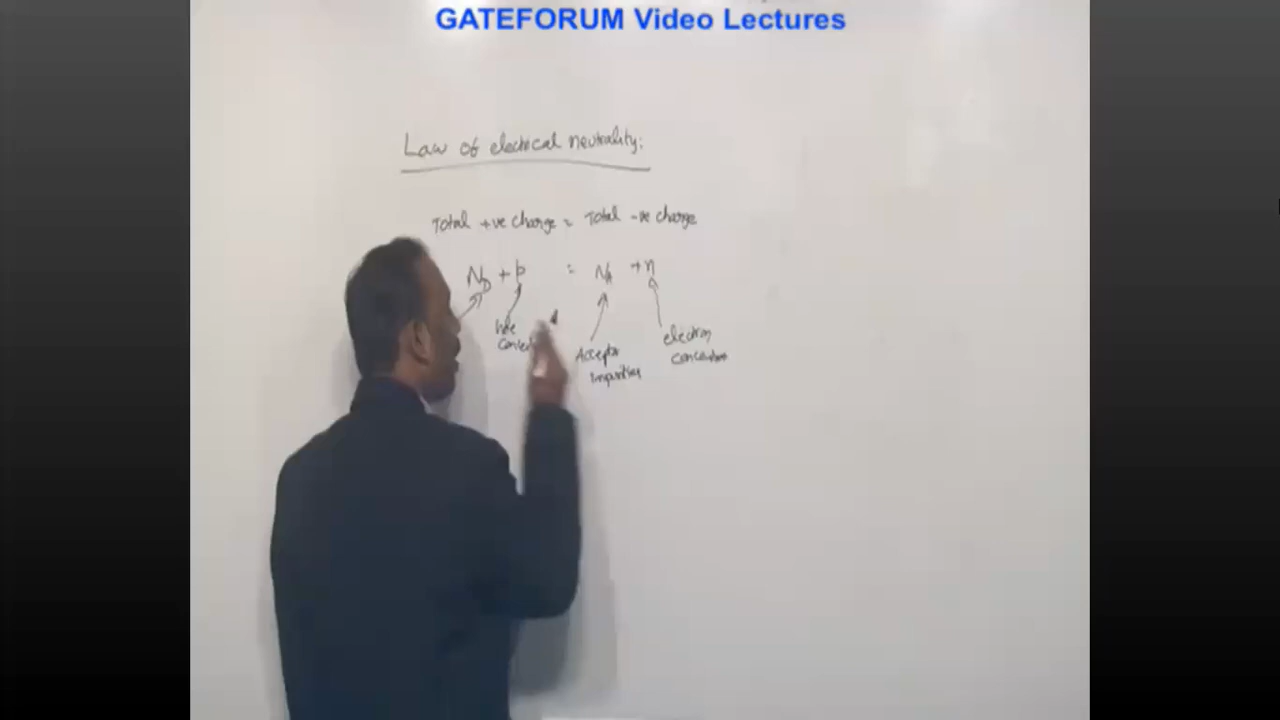 GATEFORUM Video Lectures
Law of electrical neutrality:
Total +ve charge = Total -ve charge
N_D + p = N_A + n
hole
electron
Acceptor
concentration
impurities